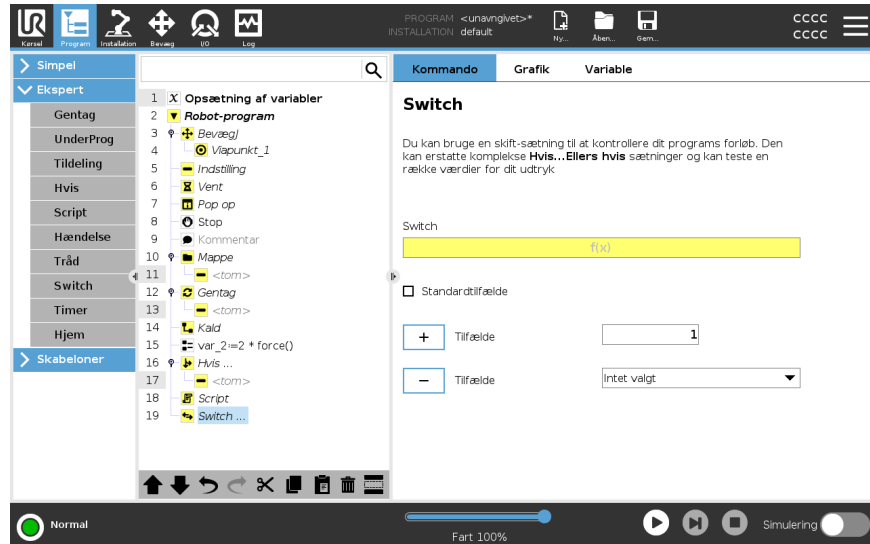 UR
PROGRAM <unavngivet>*
INSTALLATION default
CCCC
CCCC
Kørsel Program Installation Bevæg I/O Log Ny... Åben... Gem...
Simpel
Ekspert
Gentag
UnderProg
Tildeling
Hvis
Script
Hændelse
Tråd
Switch
Timer
Hjem
Skabeloner
1 X Opsætning af variabler
2 Robot-program
3 BevægJ
4 Viapunkt_1
5 Indstilling
6 Vent
7 Pop op
8 Stop
9 Kommentar
10 Mappe
11 <tom>
12 Gentag
13 <tom>
14 Kald
15 var_2≔2 * force()
16 Hvis ...
17 <tom>
18 Script
19 Switch ...
Kommando Grafik Variable
Switch
Du kan bruge en skift-sætning til at kontrollere dit programs forløb. Den
kan erstatte komplekse Hvis...Ellers hvis sætninger og kan teste en
række værdier for dit udtryk
Switch
f(x)
Standardtilfælde
+ Tilfælde 1
− Tilfælde Intet valgt
Normal
Fart 100%
Simulering